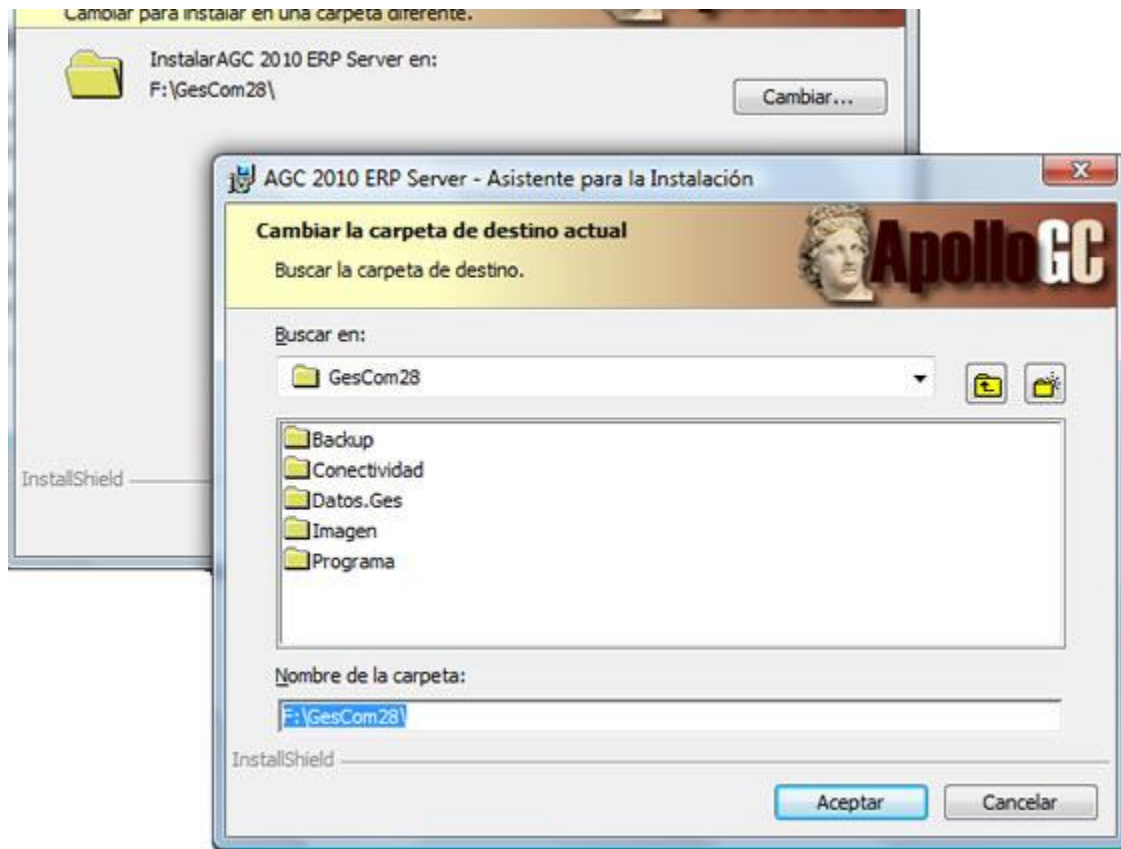 Cambiar para instalar en una carpeta diferente.
InstalarAGC 2010 ERP Server en:
F:\GesCom28\
Cambiar...
InstallShield
AGC 2010 ERP Server - Asistente para la Instalación
Cambiar la carpeta de destino actual
Buscar la carpeta de destino.
ApolloGC
Buscar en:
GesCom28
Backup
Conectividad
Datos.Ges
Imagen
Programa
Nombre de la carpeta:
F:\GesCom28\
InstallShield
Aceptar
Cancelar